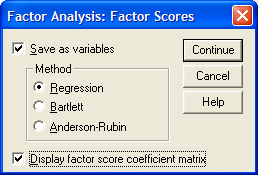 Factor Analysis: Factor Scores
Save as variables
Method
Regression
Bartlett
Anderson-Rubin
Display factor score coefficient matrix
Continue
Cancel
Help